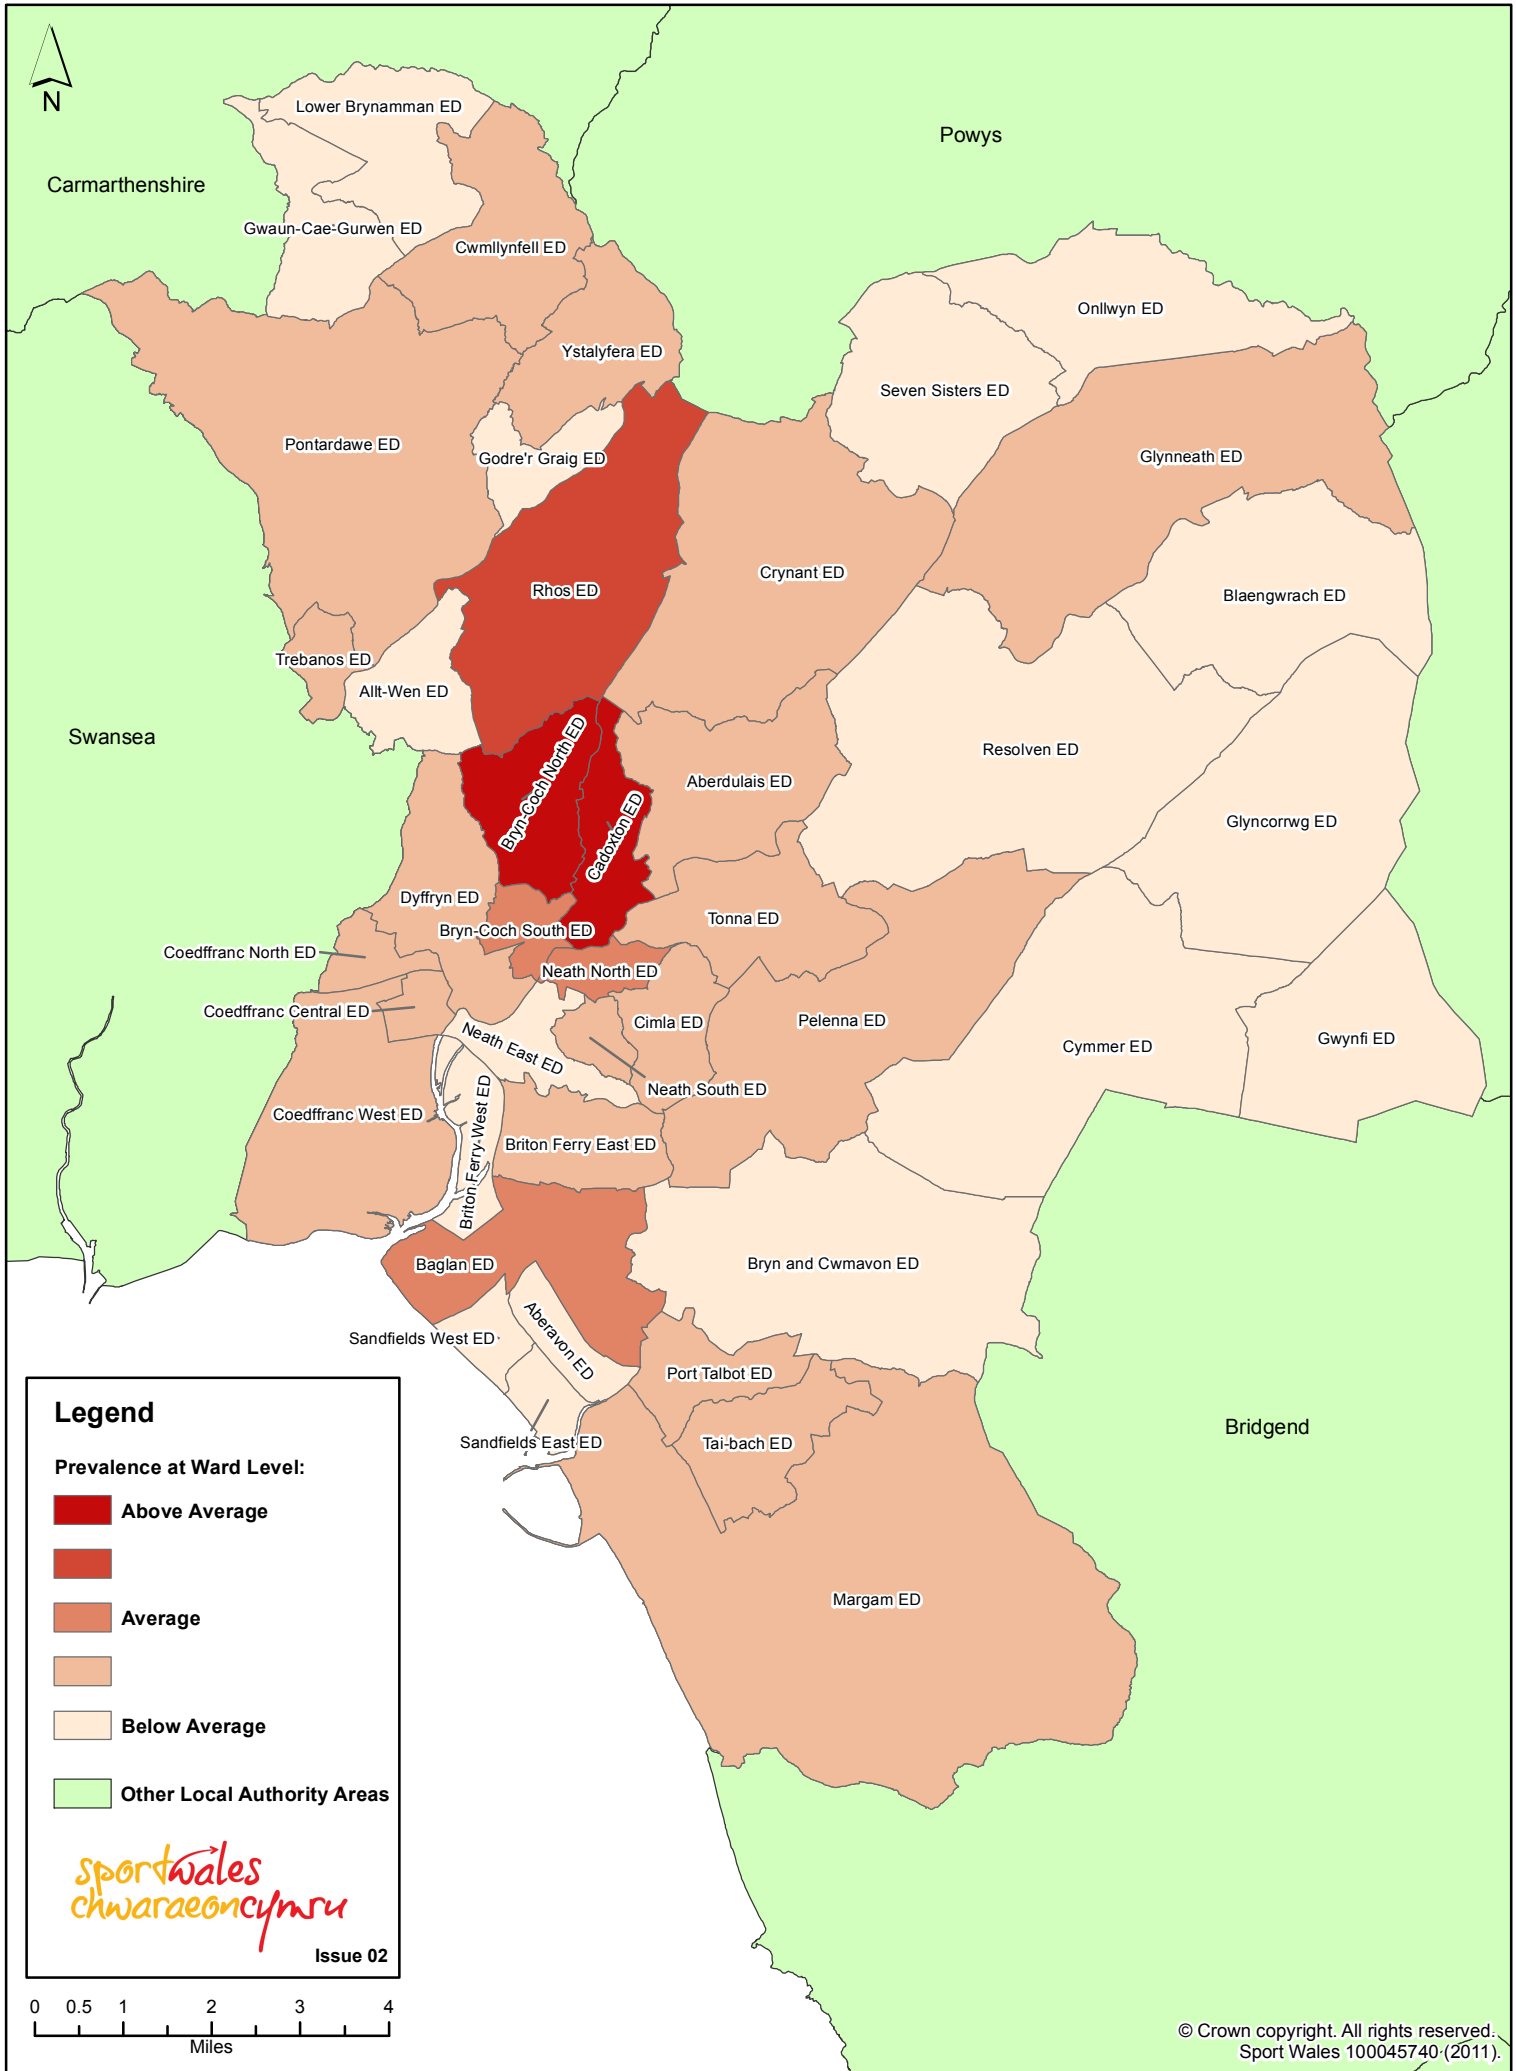 N
Lower Brynamman ED
Powys
Carmarthenshire
Gwaun-Cae-Gurwen ED
Cwmllynfell ED
Onllwyn ED
Ystalyfera ED
Seven Sisters ED
Pontardawe ED
Godre'r Graig ED
Glynneath ED
Crynant ED
Rhos ED
Blaengwrach ED
Trebanos ED
Allt-Wen ED
Swansea
Bryn-Coch North ED
Resolven ED
Aberdulais ED
Cadoxton ED
Glyncorrwg ED
Dyffryn ED
Tonna ED
Bryn-Coch South ED
Coedffranc North ED
Neath North ED
Coedffranc Central ED
Cimla ED
Pelenna ED
Neath East ED
Cymmer ED
Gwynfi ED
Neath South ED
Coedffranc West ED
Briton Ferry West ED
Briton Ferry East ED
Baglan ED
Bryn and Cwmavon ED
Sandfields West ED
Aberavon ED
Port Talbot ED
Sandfields East ED
Tai-bach ED
Bridgend
Margam ED
Legend
Prevalence at Ward Level:
Above Average
Average
Below Average
Other Local Authority Areas
sportwales
chwaraeoncymru
Issue 02
0 0.5 1 2 3 4
Miles
© Crown copyright. All rights reserved.
Sport Wales 100045740 (2011).